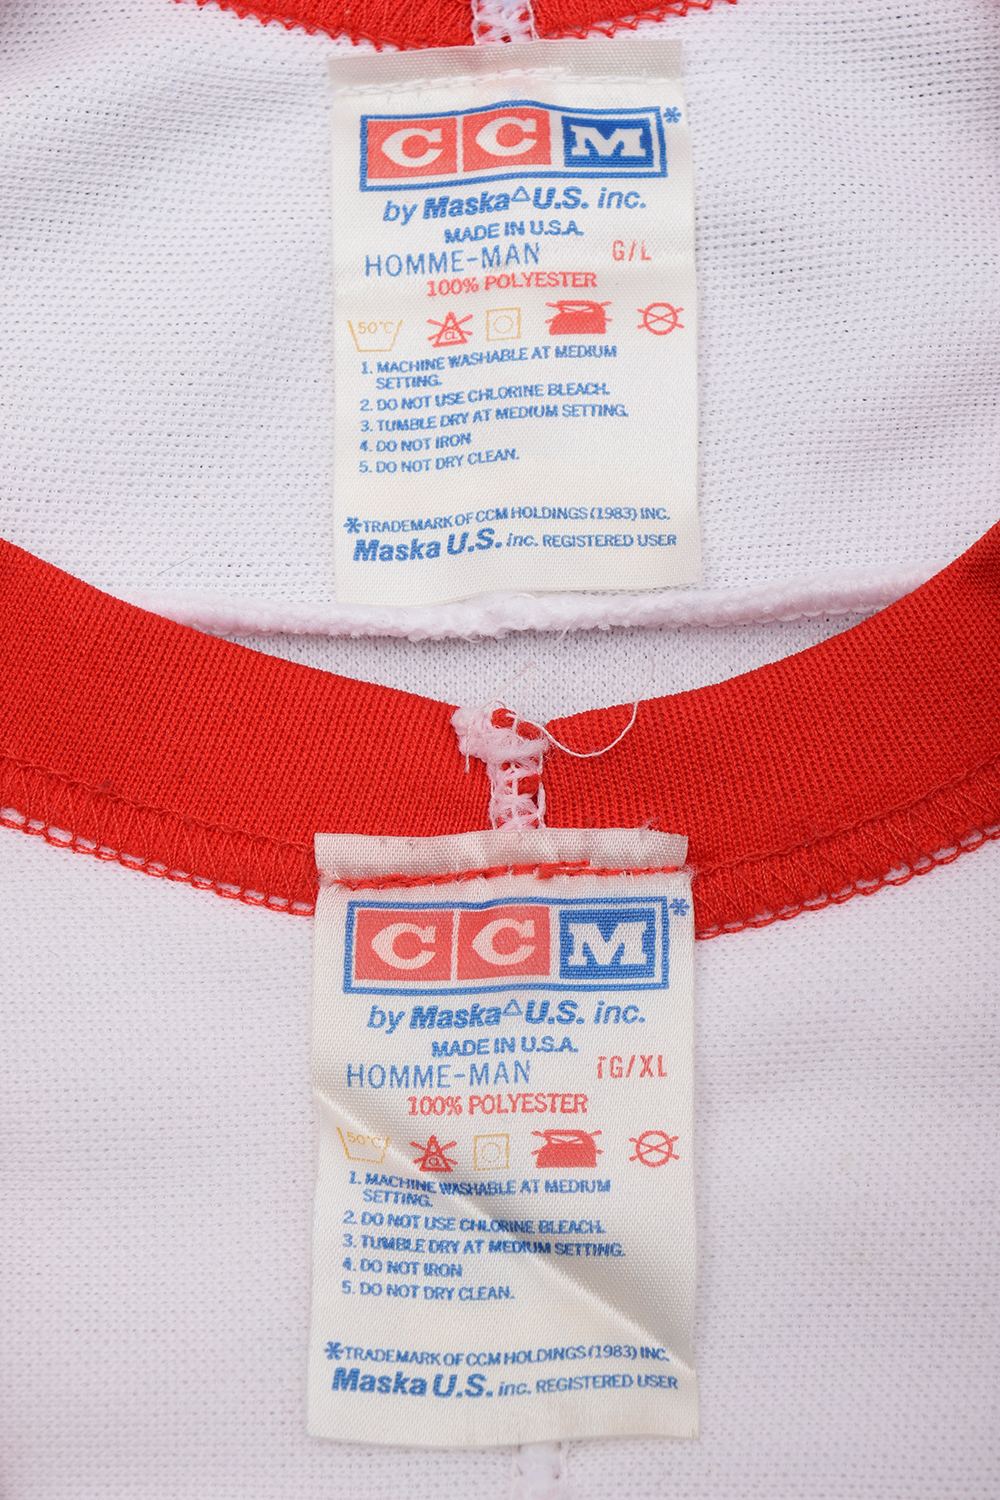 CCM*
by Maska△U.S. inc.
MADE IN U.S.A.
HOMME-MAN G/L
100% POLYESTER
50°C cl
1. MACHINE WASHABLE AT MEDIUM
SETTING.
2. DO NOT USE CHLORINE BLEACH.
3. TUMBLE DRY AT MEDIUM SETTING.
4. DO NOT IRON
5. DO NOT DRY CLEAN.
*TRADEMARK OF CCM HOLDINGS (1983) INC.
Maska U.S. inc. REGISTERED USER
CCM*
by Maska△U.S. inc.
MADE IN U.S.A.
HOMME-MAN TG/XL
100% POLYESTER
50°C cl
1. MACHINE WASHABLE AT MEDIUM
SETTING.
2. DO NOT USE CHLORINE BLEACH.
3. TUMBLE DRY AT MEDIUM SETTING.
4. DO NOT IRON
5. DO NOT DRY CLEAN.
*TRADEMARK OF CCM HOLDINGS (1983) INC.
Maska U.S. inc. REGISTERED USER